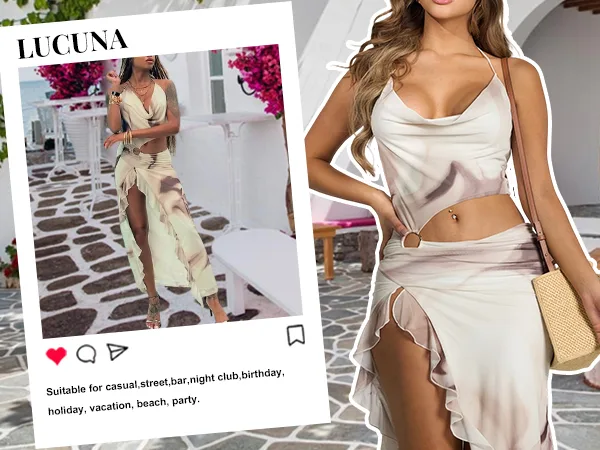 LUCUNA
Suitable for casual,street,bar,night club,birthday,
holiday, vacation, beach, party.